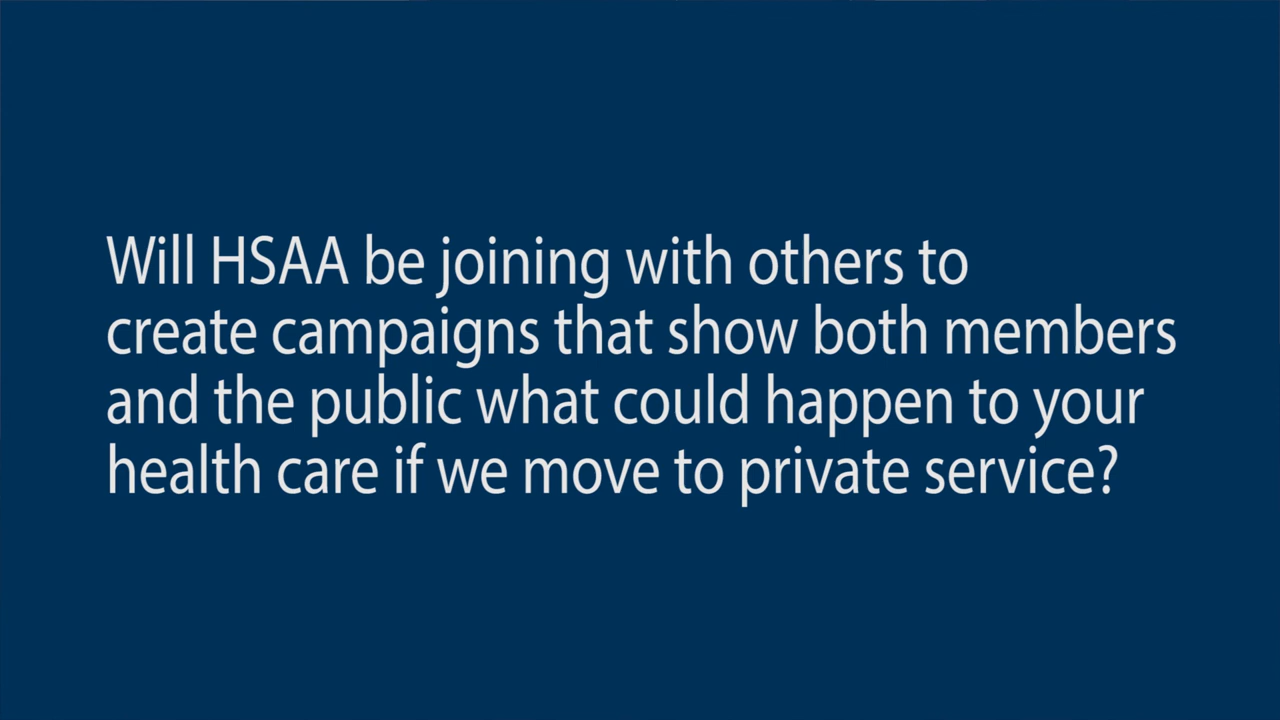 Will HSAA be joining with others to
create campaigns that show both members
and the public what could happen to your
health care if we move to private service?